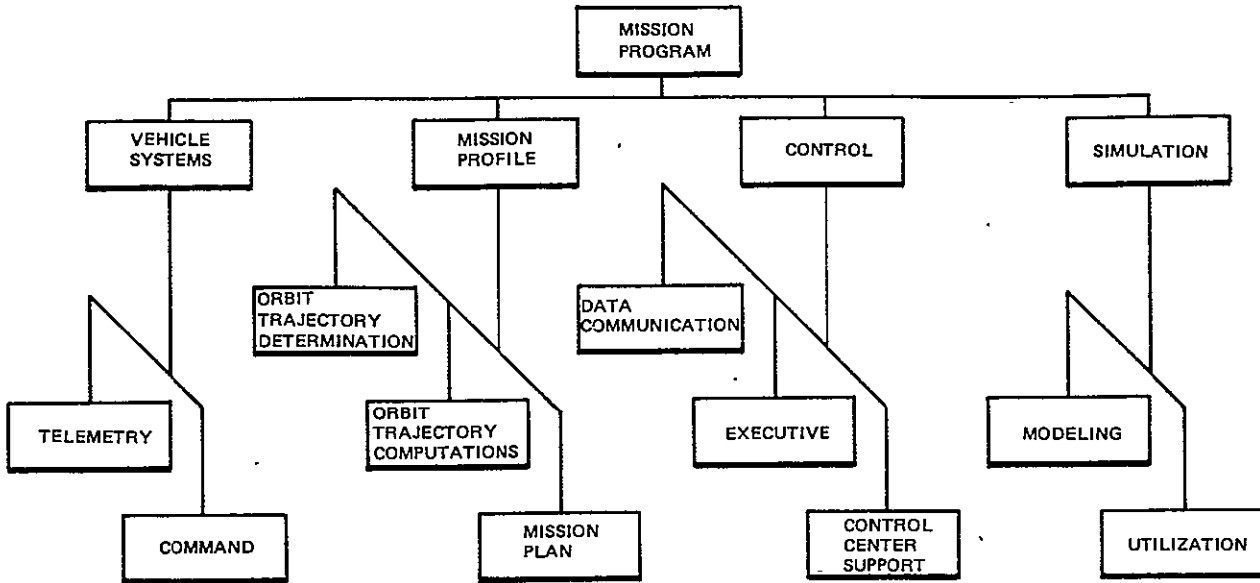 MISSION
PROGRAM
VEHICLE
SYSTEMS
MISSION
PROFILE
CONTROL
SIMULATION
ORBIT
TRAJECTORY
DETERMINATION
DATA
COMMUNICATION
TELEMETRY
ORBIT
TRAJECTORY
COMPUTATIONS
EXECUTIVE
MODELING
COMMAND
MISSION
PLAN
CONTROL
CENTER
SUPPORT
UTILIZATION